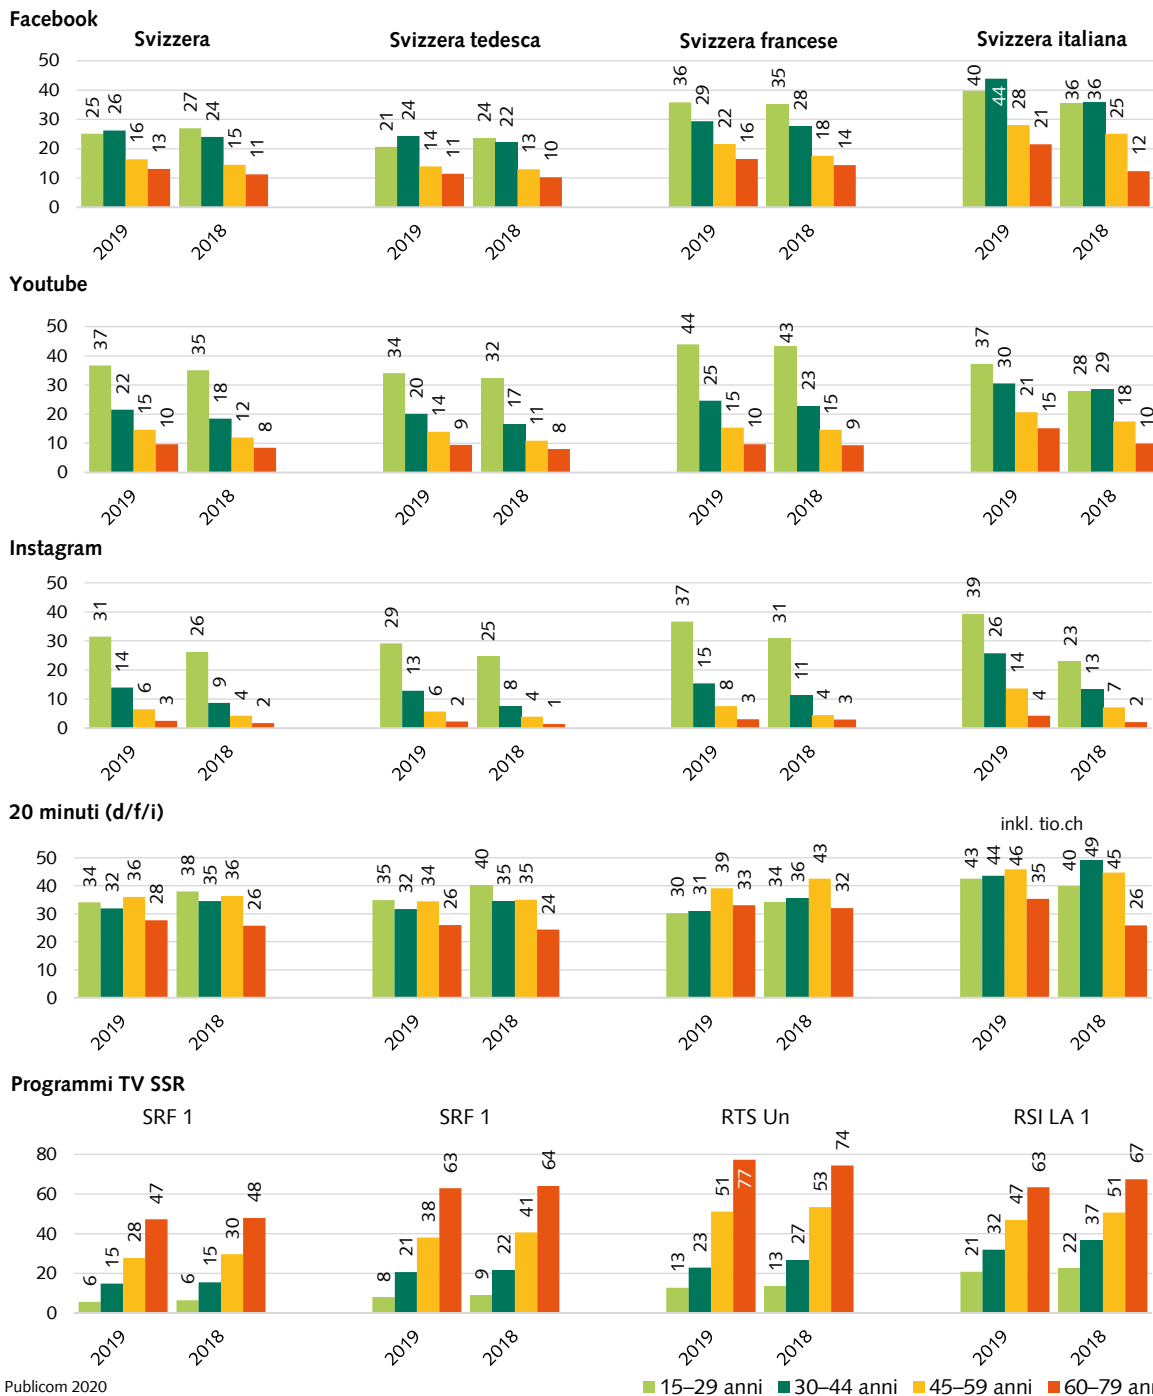 Facebook
Svizzera Svizzera tedesca Svizzera francese Svizzera italiana
50
40
30
20
10
0
25 26 16 13 27 24 15 11
21 24 14 11 24 22 13 10
36 29 22 16 35 28 18 14
40 44 28 21 36 36 25 12
2019 2018 2019 2018 2019 2018 2019 2018
Youtube
50
40
30
20
10
0
37 22 15 10 35 18 12 8
34 20 14 9 32 17 11 8
44 25 15 10 43 23 15 9
37 30 21 15 28 29 18 10
2019 2018 2019 2018 2019 2018 2019 2018
Instagram
50
40
30
20
10
0
31 14 6 3 26 9 4 2
29 13 6 2 25 8 4 1
37 15 8 3 31 11 4 3
39 26 14 4 23 13 7 2
2019 2018 2019 2018 2019 2018 2019 2018
20 minuti (d/f/i)
inkl. tio.ch
50
40
30
20
10
0
34 32 36 28 38 35 36 26
35 32 34 26 40 35 35 24
30 31 39 33 34 36 43 32
43 44 46 35 40 49 45 26
2019 2018 2019 2018 2019 2018 2019 2018
Programmi TV SSR
SRF 1 SRF 1 RTS Un RSI LA 1
80
60
40
20
0
6 15 28 47 6 15 30 48
8 21 38 63 9 22 41 64
13 23 51 77 13 27 53 74
21 32 47 63 22 37 51 67
2019 2018 2019 2018 2019 2018 2019 2018
Publicom 2020
15–29 anni 30–44 anni 45–59 anni 60–79 ann